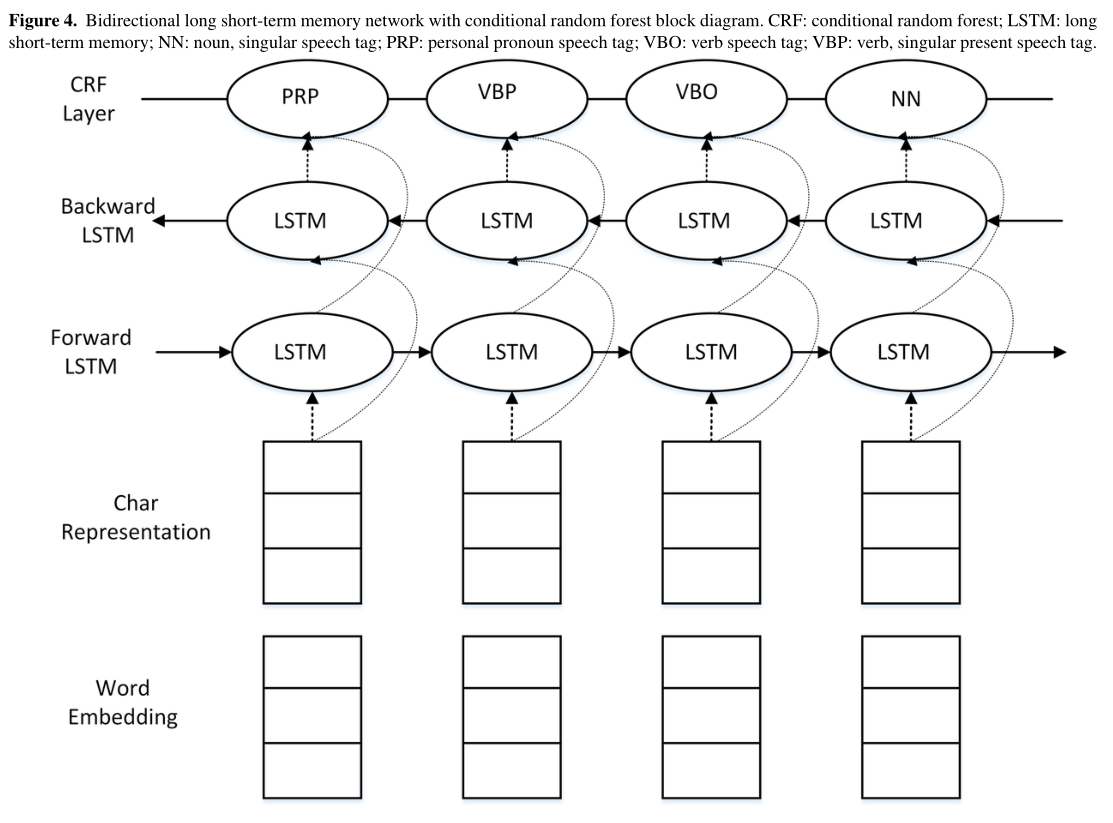 Figure 4. Bidirectional long short-term memory network with conditional random forest block diagram. CRF: conditional random forest; LSTM: long
short-term memory; NN: noun, singular speech tag; PRP: personal pronoun speech tag; VBO: verb speech tag; VBP: verb, singular present speech tag.
CRF
Layer
PRP
VBP
VBO
NN
Backward
LSTM
LSTM
LSTM
LSTM
LSTM
Forward
LSTM
LSTM
LSTM
LSTM
LSTM
Char
Representation
Word
Embedding